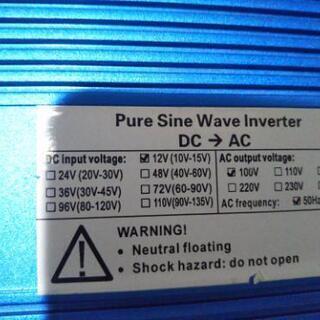 Pure Sine Wave Inverter
DC → AC
DC input voltage: ☑ 12V (10V-15V) AC output voltage:
☐ 24V (20V-30V) ☐ 48V (40V-60V) ☑ 100V ☐ 110V
☐ 36V(30V-45V) ☐ 72V(60V-90V) ☐ 220V ☐ 230V
☐ 96V(80-120V) ☐ 110V(90V-135V) AC frequency: ☑ 50Hz
WARNING!
• Neutral floating
• Shock hazard: do not open